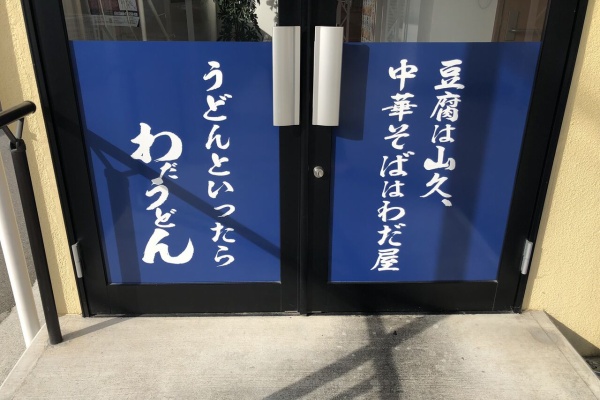 豆腐は山久、
中華そばはわだ屋
うどんといったら
わだうどん